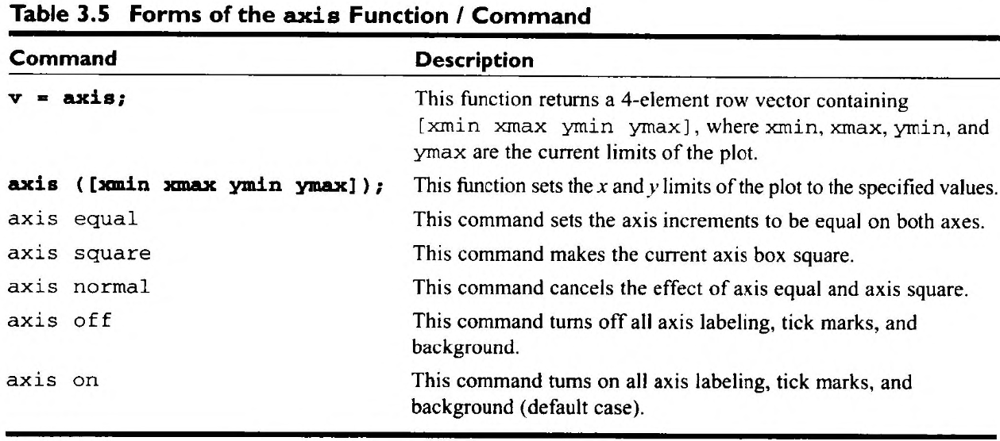 Table 3.5 Forms of the axis Function / Command
Command Description
v = axis; This function returns a 4-element row vector containing
[xmin xmax ymin ymax], where xmin, xmax, ymin, and
ymax are the current limits of the plot.
axis ([xmin xmax ymin ymax]); This function sets the x and y limits of the plot to the specified values.
axis equal This command sets the axis increments to be equal on both axes.
axis square This command makes the current axis box square.
axis normal This command cancels the effect of axis equal and axis square.
axis off This command turns off all axis labeling, tick marks, and
background.
axis on This command turns on all axis labeling, tick marks, and
background (default case).